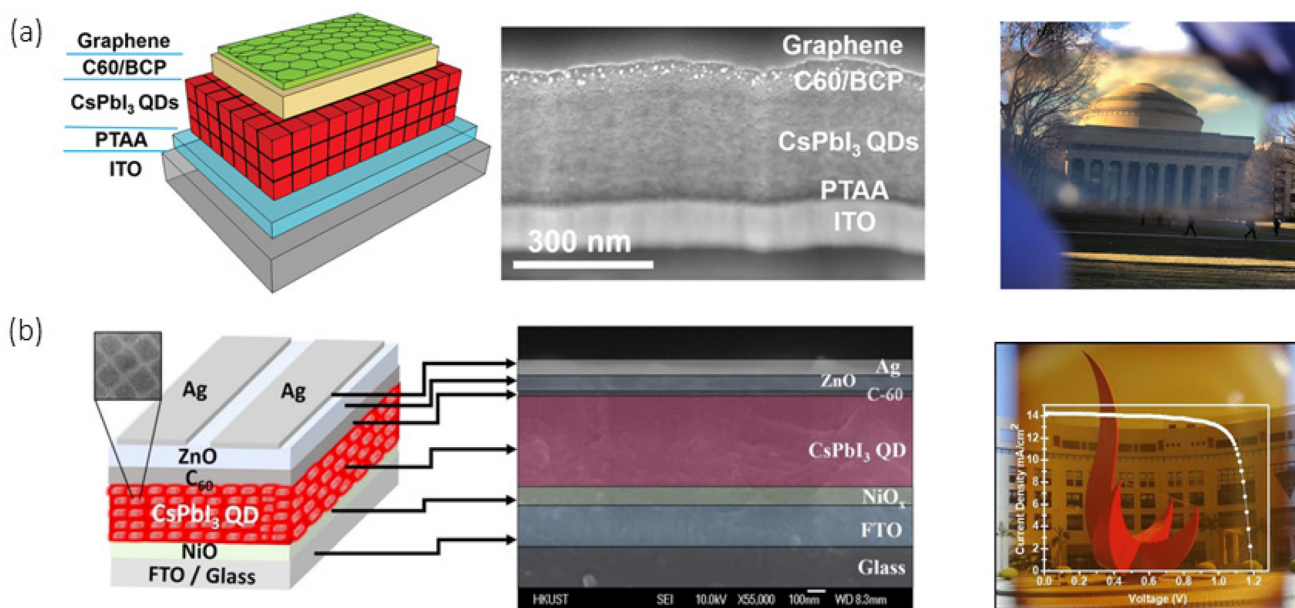 (a)
Graphene
C60/BCP
CsPbI₃ QDs
PTAA
ITO
Graphene
C60/BCP
CsPbI₃ QDs
PTAA
ITO
300 nm
(b)
Ag
Ag
ZnO
C₆₀
CsPbI₃ QD
NiO
FTO / Glass
Ag
ZnO
C-60
CsPbI₃ QD
NiOₓ
FTO
Glass
HKUST SEI 10.0kV X55,000 100nm WD 8.3mm
Current Density mA/cm²
14
12
10
8
6
4
2
0
0.0 0.2 0.4 0.6 0.8 1.0 1.2
Voltage (V)